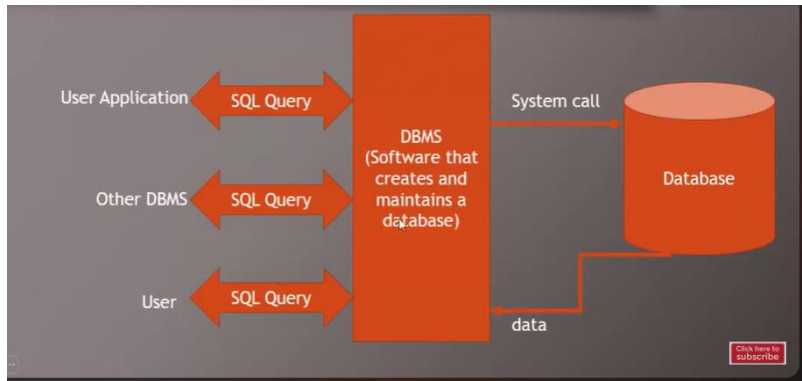 User Application
SQL Query
System call
DBMS
(Software that
creates and
maintains a
database)
Database
Other DBMS
SQL Query
User
SQL Query
data
Click here to
subscribe